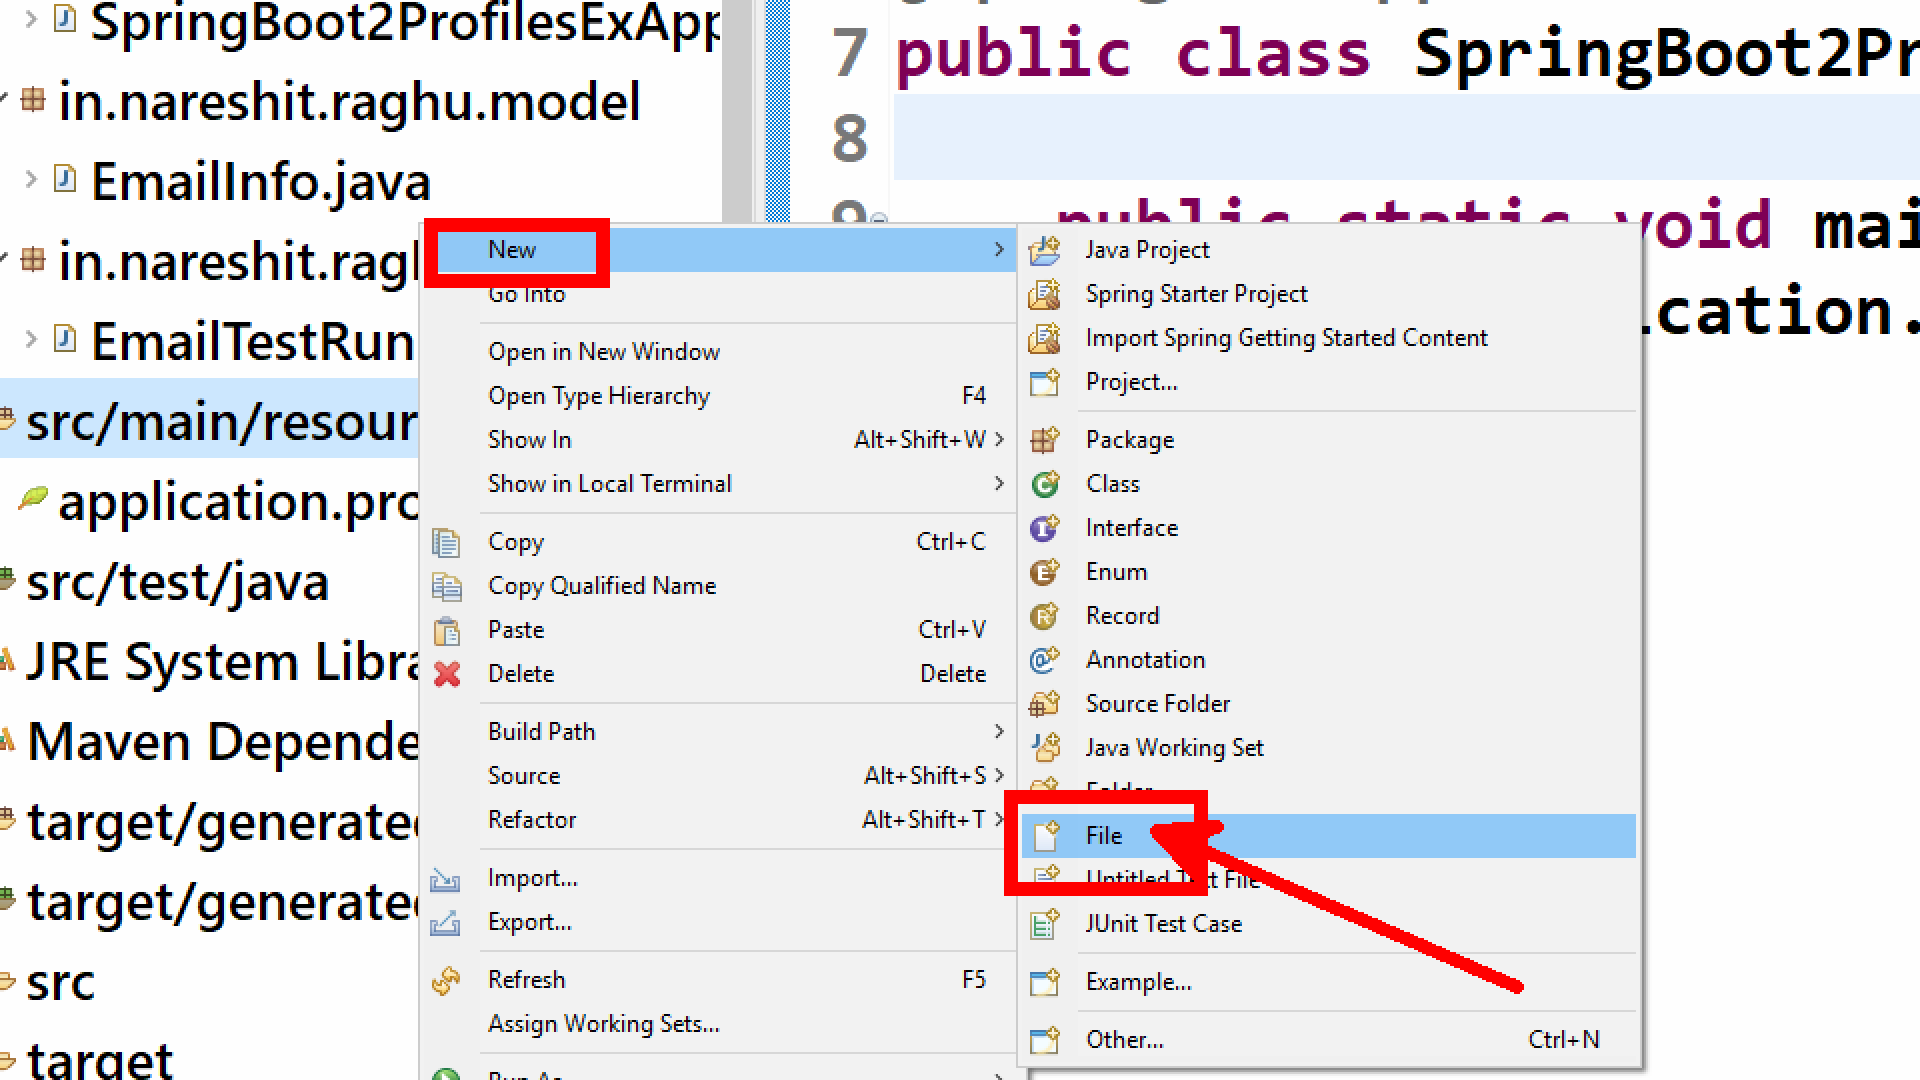 SpringBoot2ProfilesExApp
in.nareshit.raghu.model
EmailInfo.java
in.nareshit.ragh
EmailTestRun
src/main/resour
application.pro
src/test/java
JRE System Libra
Maven Depende
target/generated
target/generated
src
target
7 public class SpringBoot2Pr
8
9 public static void mai
ication.
New
Go Into
Open in New Window
Open Type Hierarchy F4
Show In Alt+Shift+W
Show in Local Terminal
Copy Ctrl+C
Copy Qualified Name
Paste Ctrl+V
Delete Delete
Build Path
Source Alt+Shift+S
Refactor Alt+Shift+T
Import...
Export...
Refresh F5
Assign Working Sets...
Run As
Java Project
Spring Starter Project
Import Spring Getting Started Content
Project...
Package
Class
Interface
Enum
Record
Annotation
Source Folder
Java Working Set
Folder
File
Untitled Text File
JUnit Test Case
Example...
Other... Ctrl+N